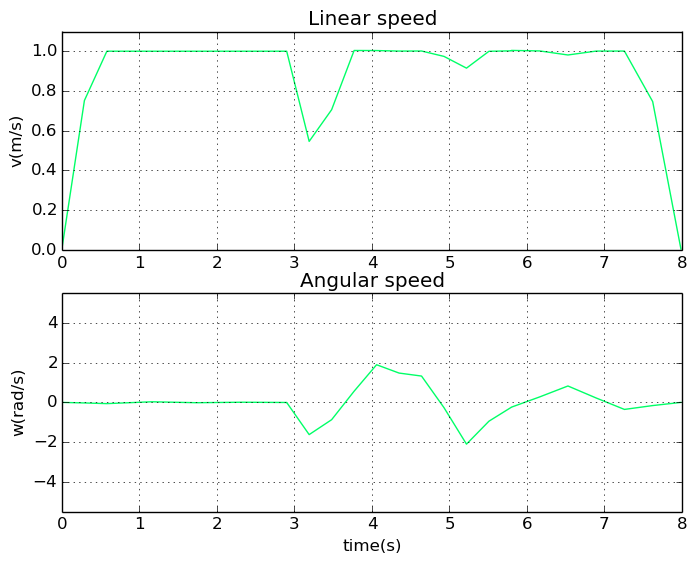 Linear speed
1.0
0.8
0.6
0.4
0.2
0.0
v(m/s)
0 1 2 3 4 5 6 7 8
Angular speed
4
2
0
−2
−4
w(rad/s)
0 1 2 3 4 5 6 7 8
time(s)